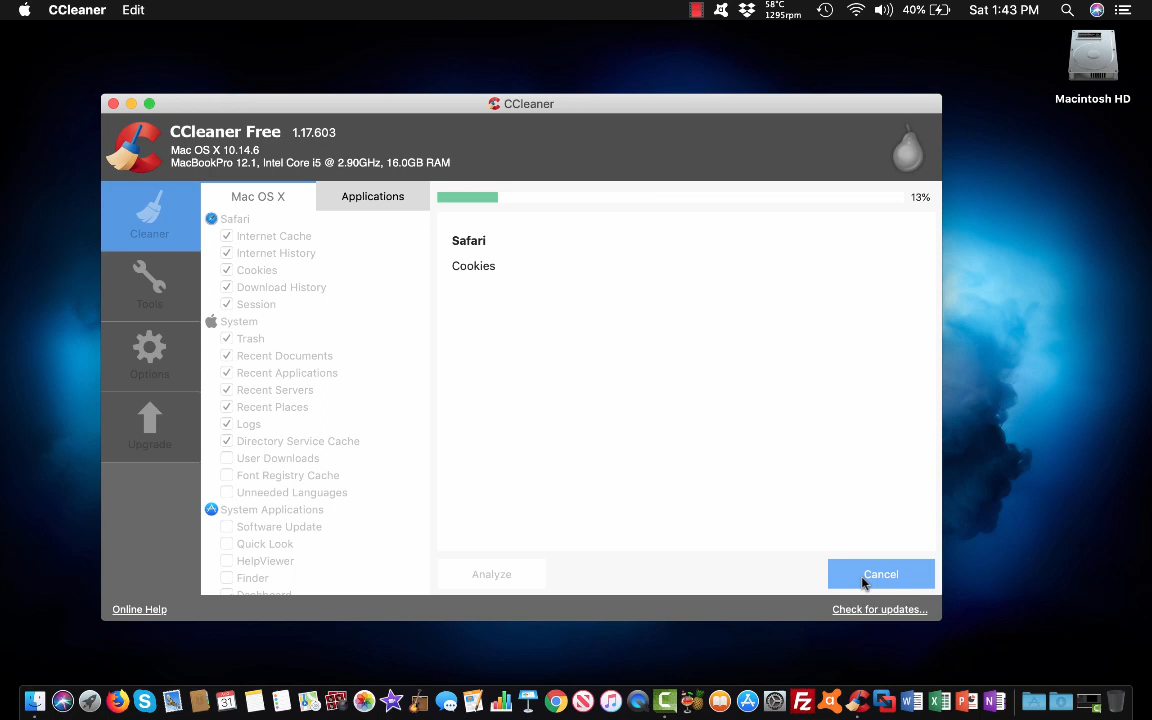 CCleaner Edit
58°C
1295rpm
40%
Sat 1:43 PM
Macintosh HD
CCleaner
CCleaner Free 1.17.603
Mac OS X 10.14.6
MacBookPro 12.1, Intel Core i5 @ 2.90GHz, 16.0GB RAM
Cleaner
Tools
Options
Upgrade
Mac OS X
Applications
Safari
Internet Cache
Internet History
Cookies
Download History
Session
System
Trash
Recent Documents
Recent Applications
Recent Servers
Recent Places
Logs
Directory Service Cache
User Downloads
Font Registry Cache
Unneeded Languages
System Applications
Software Update
Quick Look
HelpViewer
Finder
Dashboard
13%
Safari
Cookies
Analyze
Cancel
Online Help
Check for updates...